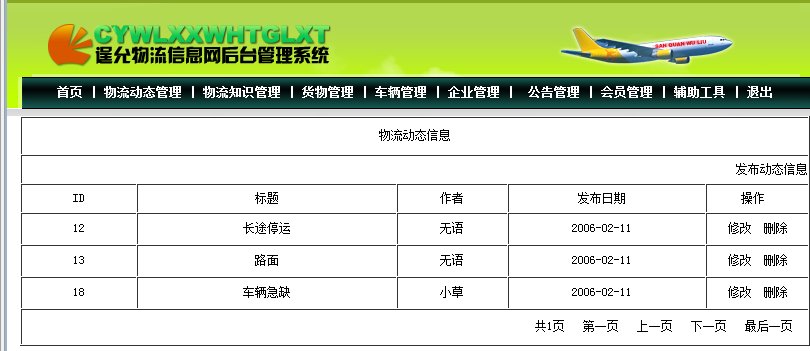 CYWLXXWHTGLXT
逞允物流信息网后台管理系统
SAN QUAN WU LIU
首页 | 物流动态管理 | 物流知识管理 | 货物管理 | 车辆管理 | 企业管理 | 公告管理 | 会员管理 | 辅助工具 | 退出
物流动态信息
发布动态信息
ID 标题 作者 发布日期 操作
12 长途停运 无语 2006-02-11 修改 删除
13 路面 无语 2006-02-11 修改 删除
18 车辆急缺 小草 2006-02-11 修改 删除
共1页 第一页 上一页 下一页 最后一页